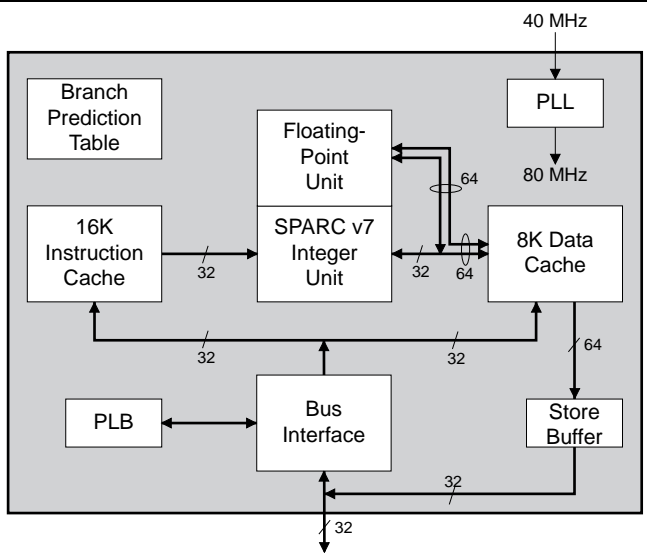 40 MHz
Branch
Prediction
Table
PLL
80 MHz
Floating-
Point
Unit
64
16K
Instruction
Cache
32
SPARC v7
Integer
Unit
32
64
8K Data
Cache
32
32
64
PLB
Bus
Interface
Store
Buffer
32
32